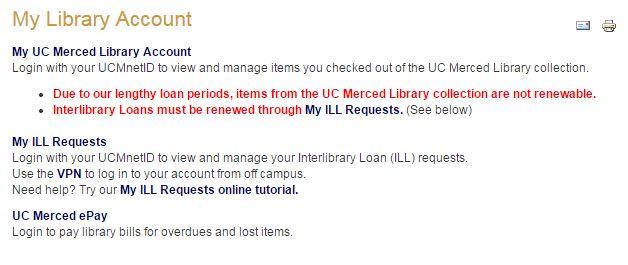 My Library Account
My UC Merced Library Account
Login with your UCMnetID to view and manage items you checked out of the UC Merced Library collection.
Due to our lengthy loan periods, items from the UC Merced Library collection are not renewable.
Interlibrary Loans must be renewed through My ILL Requests. (See below)
My ILL Requests
Login with your UCMnetID to view and manage your Interlibrary Loan (ILL) requests.
Use the VPN to log in to your account from off campus.
Need help? Try our My ILL Requests online tutorial.
UC Merced ePay
Login to pay library bills for overdues and lost items.